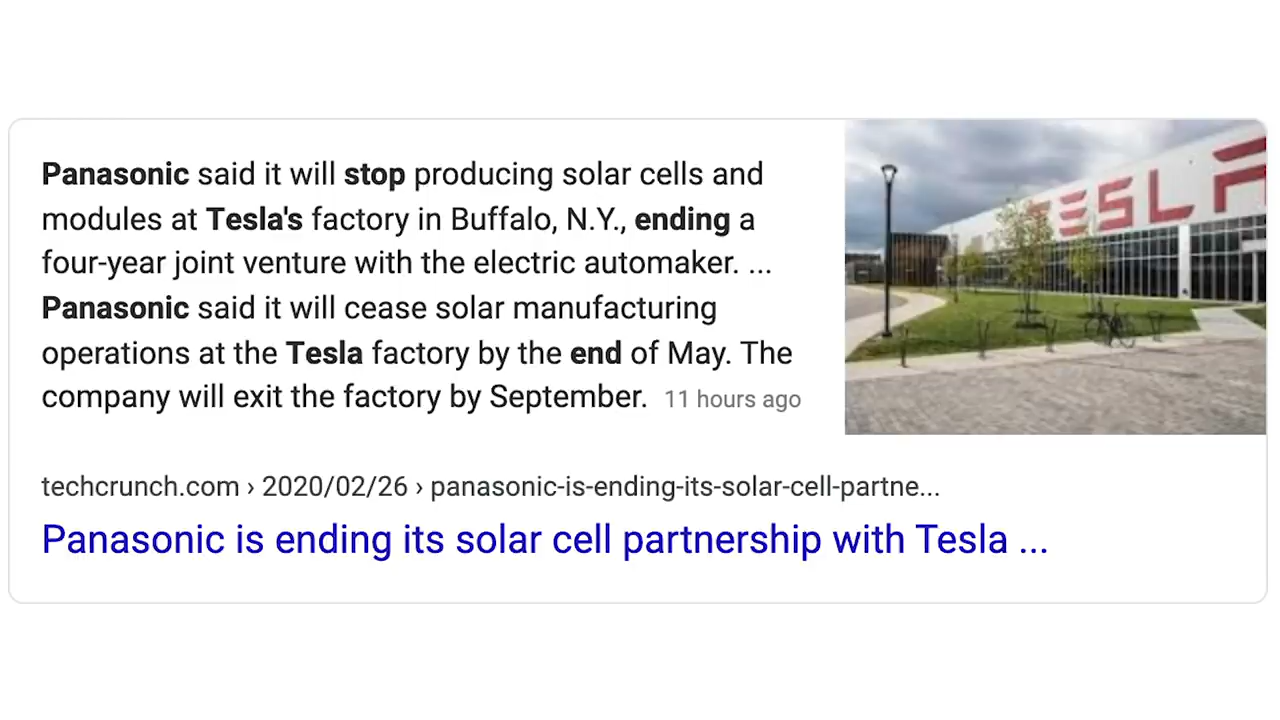 Panasonic said it will stop producing solar cells and
modules at Tesla's factory in Buffalo, N.Y., ending a
four-year joint venture with the electric automaker. ...
Panasonic said it will cease solar manufacturing
operations at the Tesla factory by the end of May. The
company will exit the factory by September. 11 hours ago
TESLA
techcrunch.com › 2020/02/26 › panasonic-is-ending-its-solar-cell-partne...
Panasonic is ending its solar cell partnership with Tesla ...